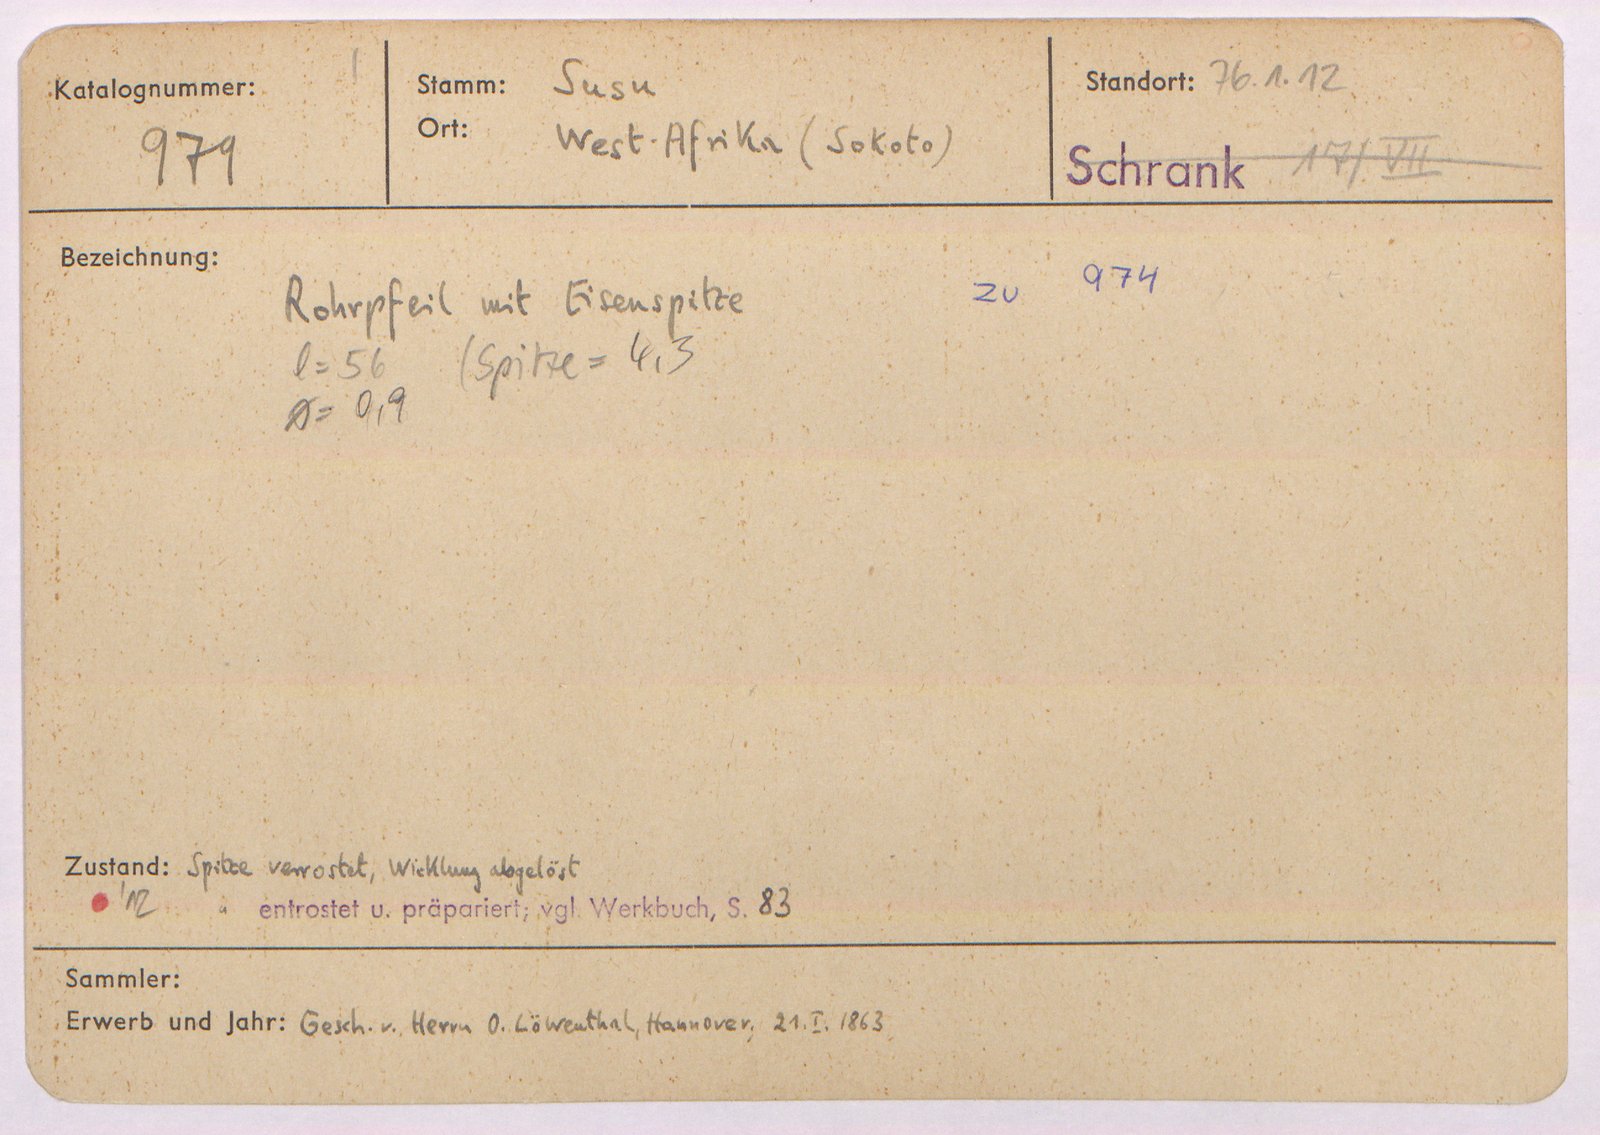 Katalognummer:
979
Stamm: Susu
Ort: West-Afrika (Sokoto)
Standort: 76.1.12
Schrank 17/VII
Bezeichnung:
Rohrpfeil mit Eisenspitze zu 974
l=56 (Spitze = 4,3
ø= 0,9
Zustand: Spitze verrostet, Wicklung abgelöst
'12 " entrostet u. präpariert; vgl. Werkbuch, S. 83
Sammler:
Erwerb und Jahr: Gesch. v. Herrn O. Löwenthal, Hannover, 21.I.1863